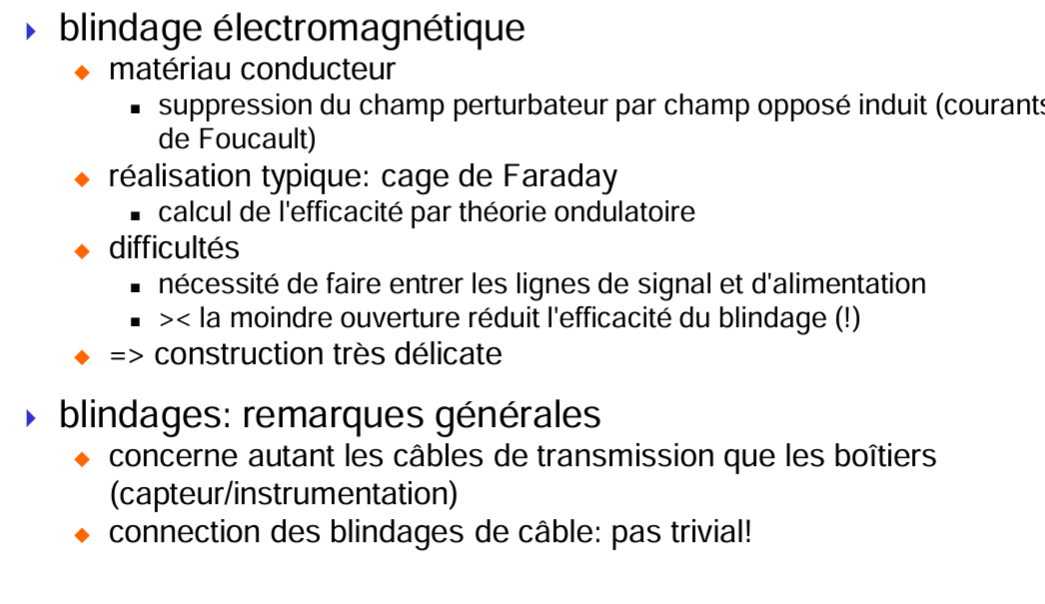 blindage électromagnétique
matériau conducteur
suppression du champ perturbateur par champ opposé induit (courants
de Foucault)
réalisation typique: cage de Faraday
calcul de l'efficacité par théorie ondulatoire
difficultés
nécessité de faire entrer les lignes de signal et d'alimentation
>< la moindre ouverture réduit l'efficacité du blindage (!)
=> construction très délicate
blindages: remarques générales
concerne autant les câbles de transmission que les boîtiers
(capteur/instrumentation)
connection des blindages de câble: pas trivial!